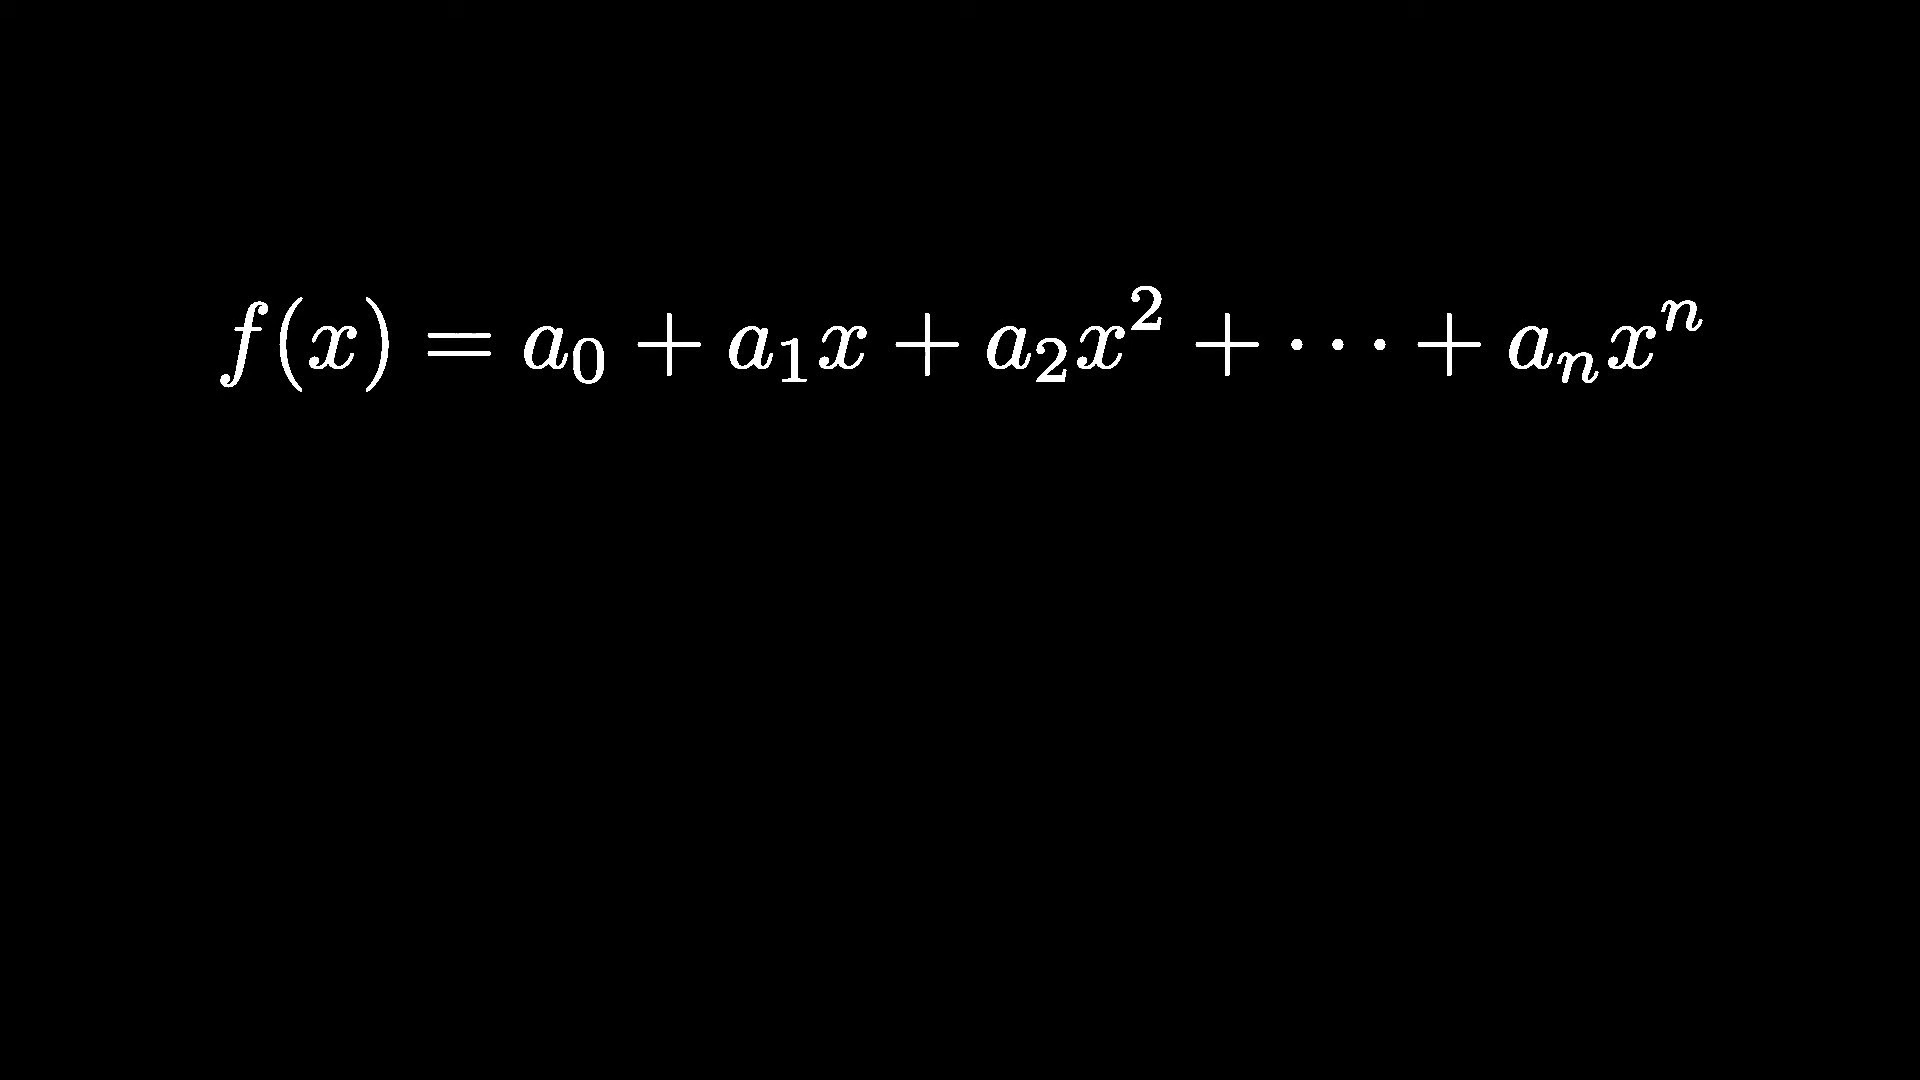 f(x) = a₀ + a₁x + a₂x² + ··· + aₙxⁿ